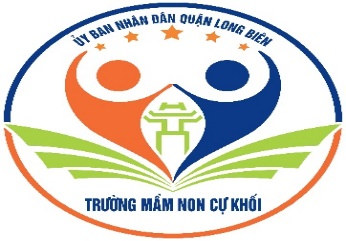 ỦY BAN NHÂN DÂN QUẬN LONG BIÊN
TRƯỜNG MẦM NON CỰ KHỐI